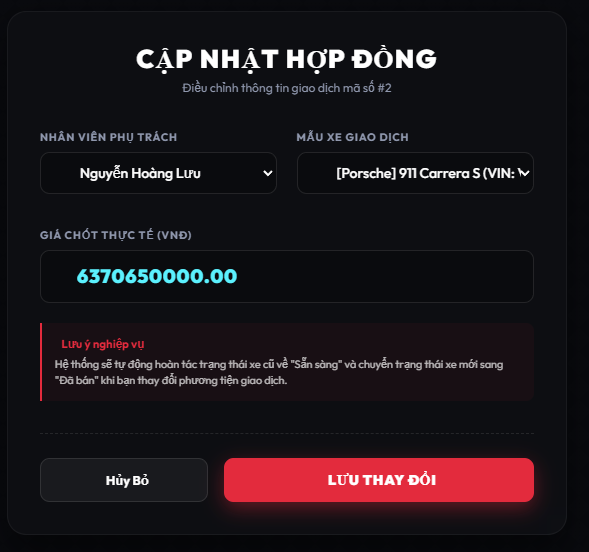 CẬP NHẬT HỢP ĐỒNG
Điều chỉnh thông tin giao dịch mã số #2
NHÂN VIÊN PHỤ TRÁCH
MẪU XE GIAO DỊCH
Nguyễn Hoàng Lưu
[Porsche] 911 Carrera S (VIN:
GIÁ CHỐT THỰC TẾ (VNĐ)
6370650000.00
Lưu ý nghiệp vụ
Hệ thống sẽ tự động hoàn tác trạng thái xe cũ về "Sẵn sàng" và chuyển trạng thái xe mới sang
"Đã bán" khi bạn thay đổi phương tiện giao dịch.
Hủy Bỏ
LƯU THAY ĐỔI